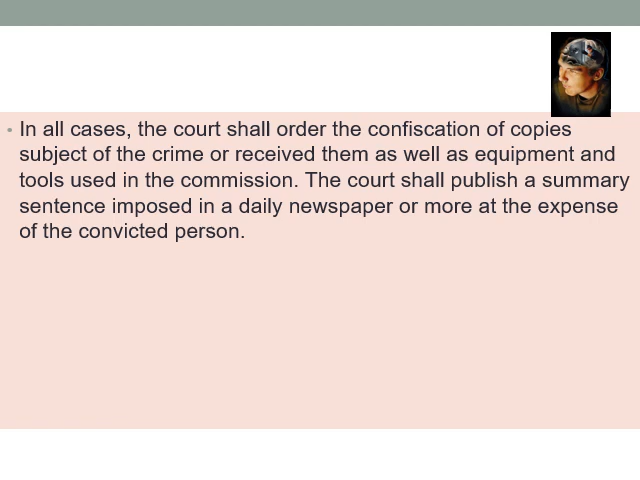 • In all cases, the court shall order the confiscation of copies
subject of the crime or received them as well as equipment and
tools used in the commission. The court shall publish a summary
sentence imposed in a daily newspaper or more at the expense
of the convicted person.